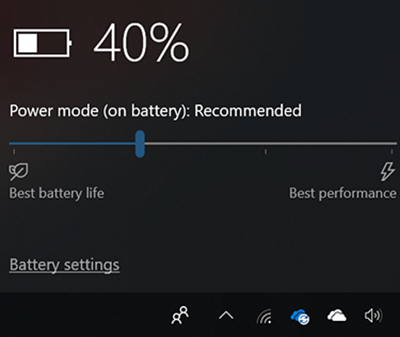 40%
Power mode (on battery): Recommended
Best battery life
Best performance
Battery settings